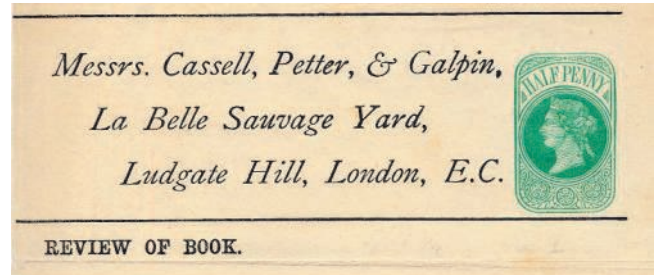 Messrs. Cassell, Petter, & Galpin,
La Belle Sauvage Yard,
Ludgate Hill, London, E.C.
HALFPENNY
REVIEW OF BOOK.